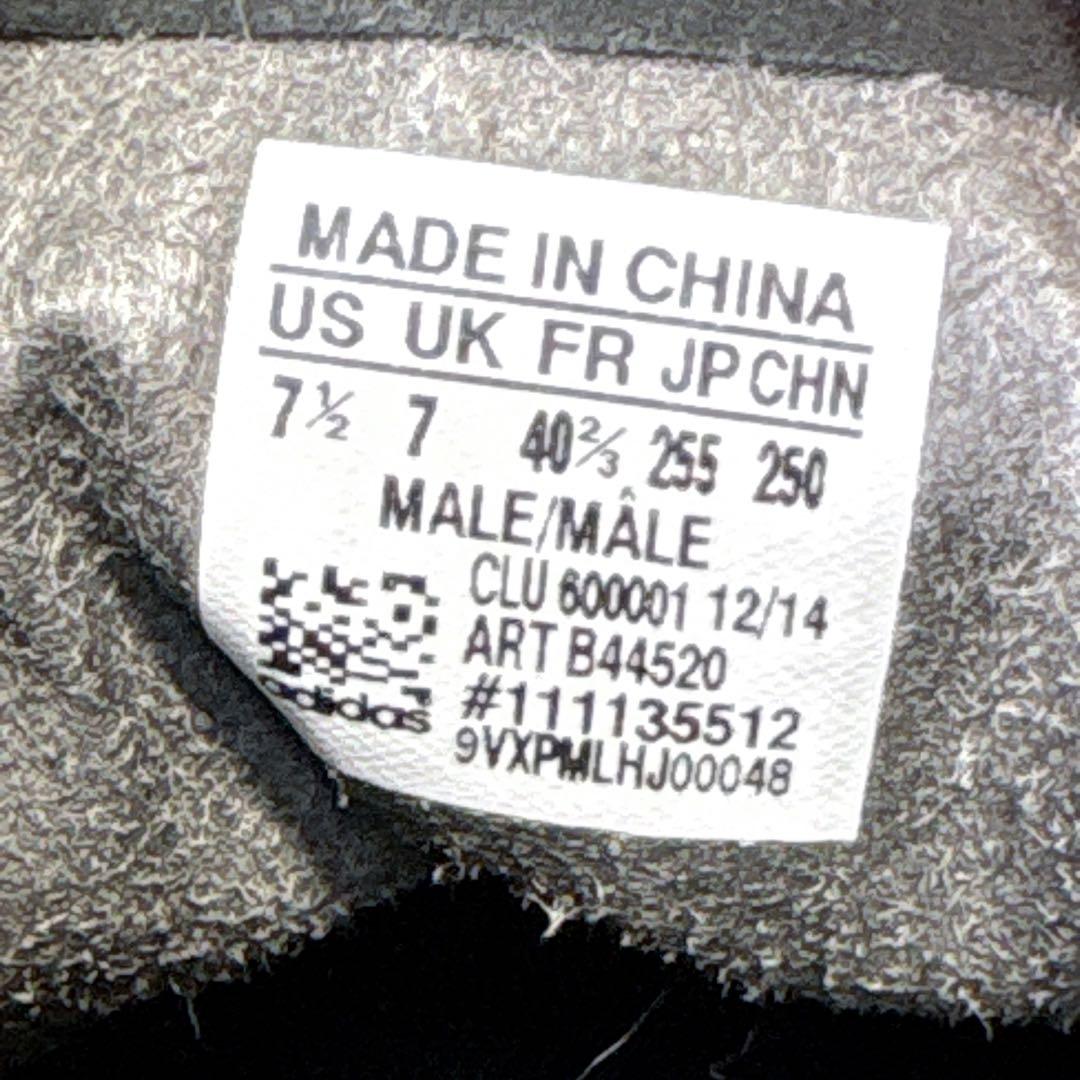 MADE IN CHINA
US UK FR JP CHN
7½ 7 40⅔ 255 250
MALE/MÂLE
CLU 600001 12/14
ART B44520
#111135512
adidas
9VXPMLHJ00048